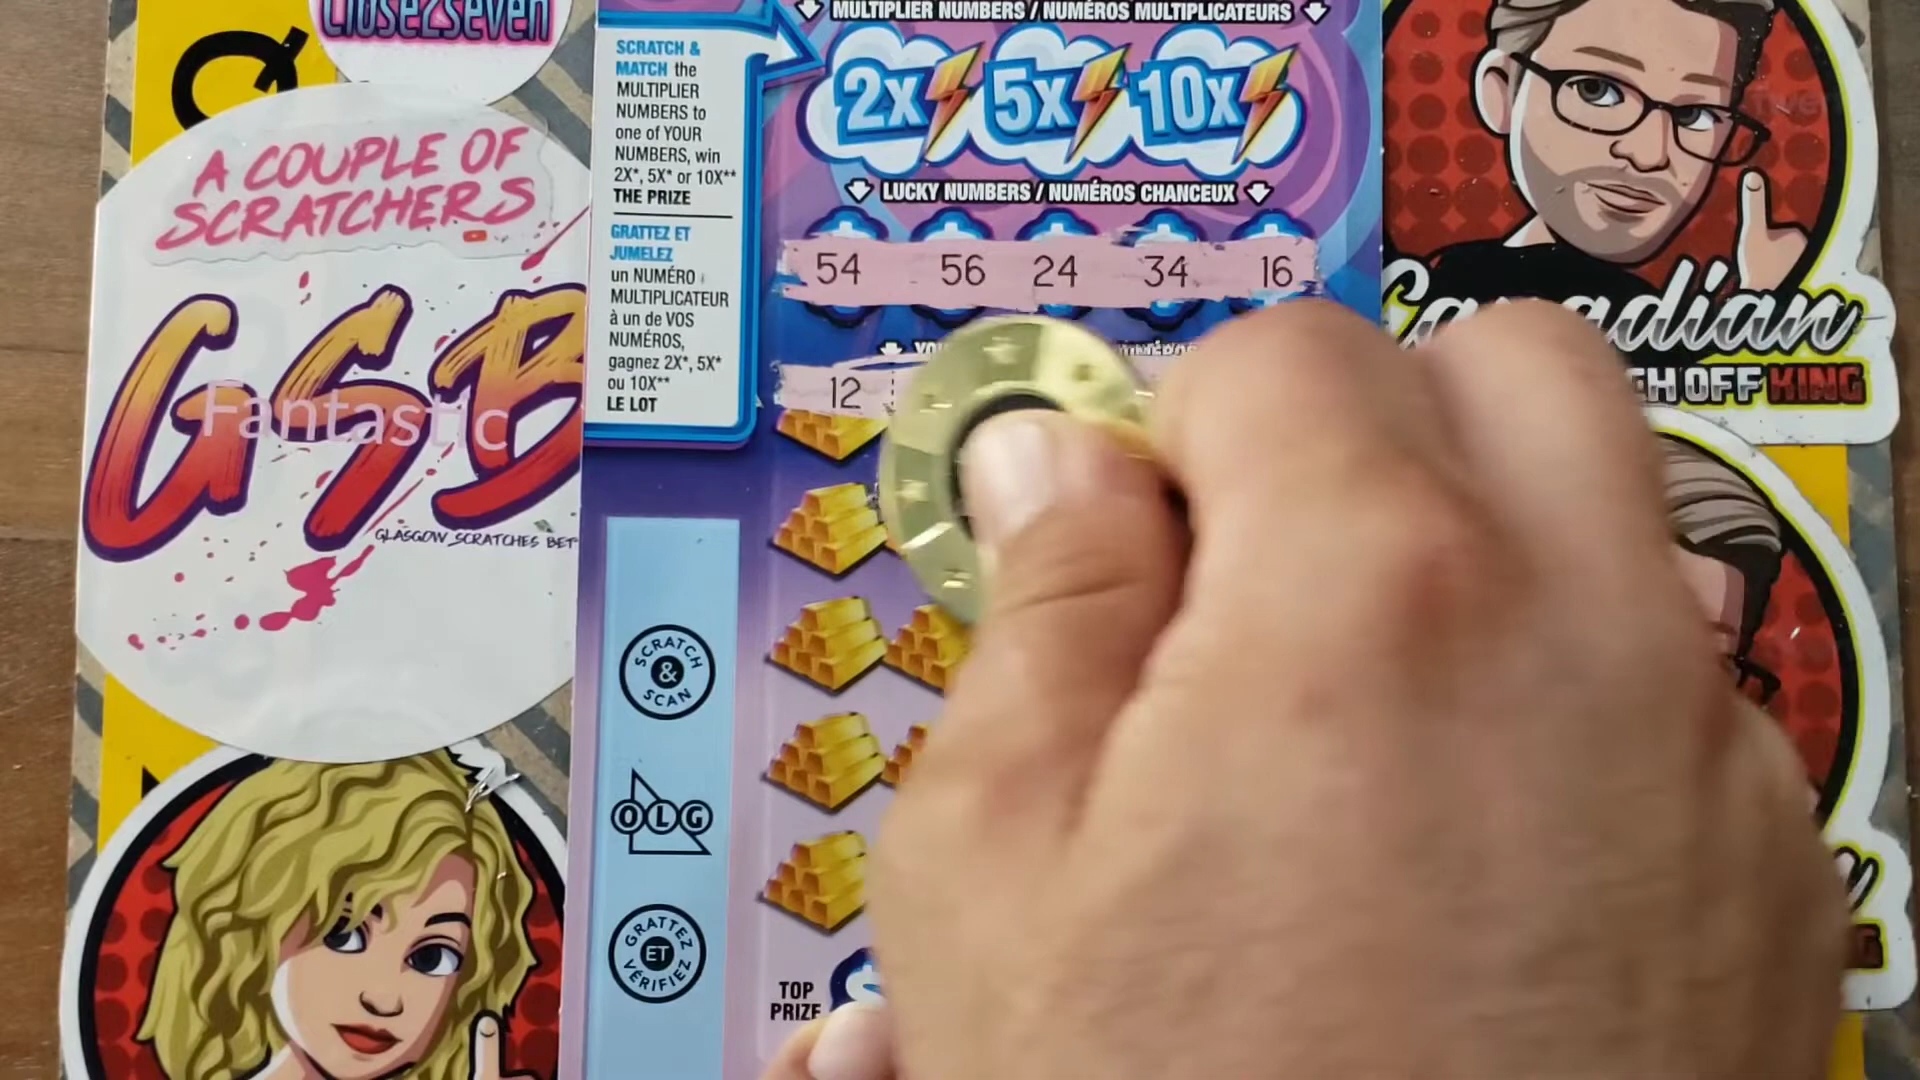 Close2Seven
MULTIPLIER NUMBERS / NUMÉROS MULTIPLICATEURS
SCRATCH &
MATCH the
MULTIPLIER
NUMBERS to
one of YOUR
NUMBERS, win
2X*, 5X* or 10X**
THE PRIZE
GRATTEZ ET
JUMELEZ
un NUMÉRO
MULTIPLICATEUR
à un de VOS
NUMÉROS,
gagnez 2X*, 5X*
ou 10X**
LE LOT
2x 5x 10x
LUCKY NUMBERS / NUMÉROS CHANCEUX
54 56 24 34 16
12
A COUPLE OF
SCRATCHERS
GSB
Fantastic
GLASGOW SCRATCHES BET
Canadian
OFF KING
SCRATCH
&
SCAN
OLG
GRATTEZ
ET
VÉRIFIEZ
TOP
PRIZE